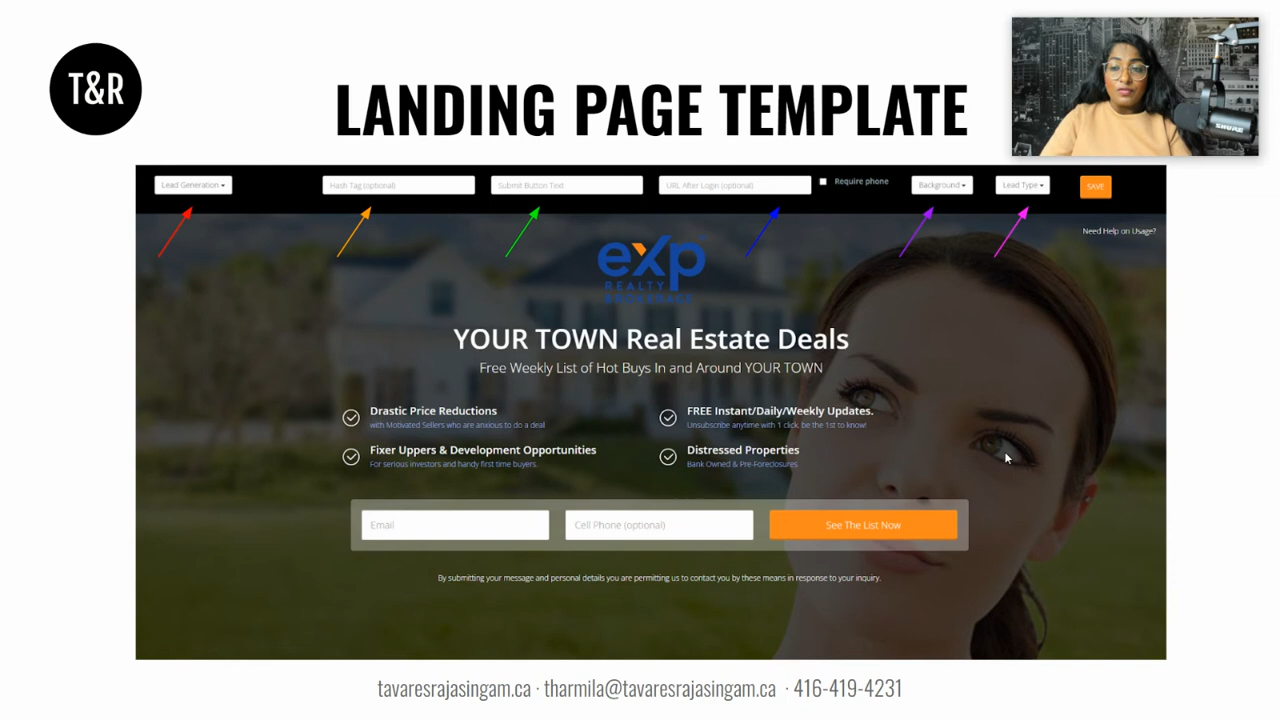 T&R
LANDING PAGE TEMPLATE
SHURE
Lead Generation
Hash Tag (optional)
Submit Button Text
URL After Login (optional)
Require phone
Background
Lead Type
SAVE
Need Help on Usage?
eXp
REALTY
BROKERAGE
YOUR TOWN Real Estate Deals
Free Weekly List of Hot Buys In and Around YOUR TOWN
Drastic Price Reductions
with Motivated Sellers who are anxious to do a deal
FREE Instant/Daily/Weekly Updates.
Unsubscribe anytime with 1 click. be the 1st to know!
Fixer Uppers & Development Opportunities
For serious investors and handy first time buyers.
Distressed Properties
Bank Owned & Pre-Foreclosures
Email
Cell Phone (optional)
See The List Now
By submitting your message and personal details you are permitting us to contact you by these means in response to your inquiry.
tavaresrajasingam.ca · tharmila@tavaresrajasingam.ca · 416-419-4231